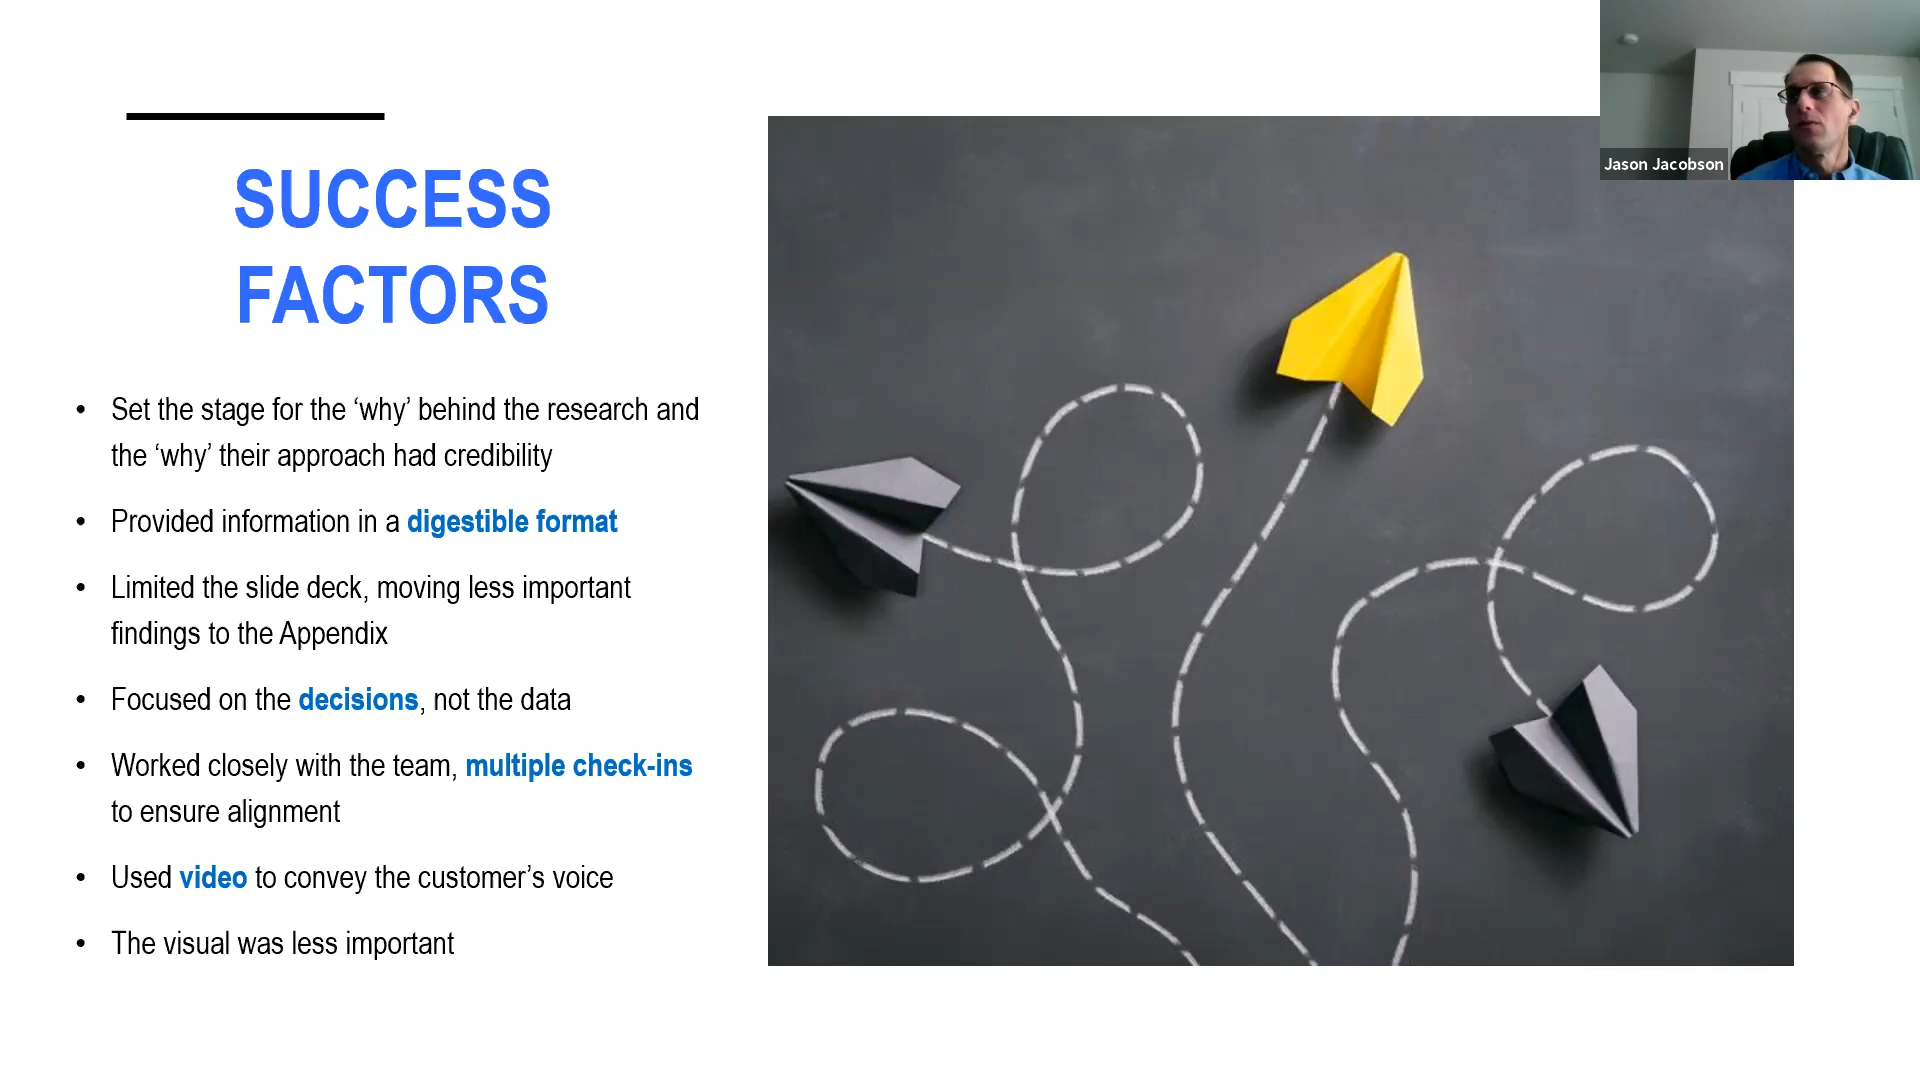 SUCCESS
FACTORS
• Set the stage for the ‘why’ behind the research and
the ‘why’ their approach had credibility
• Provided information in a digestible format
• Limited the slide deck, moving less important
findings to the Appendix
• Focused on the decisions, not the data
• Worked closely with the team, multiple check-ins
to ensure alignment
• Used video to convey the customer’s voice
• The visual was less important
Jason Jacobson